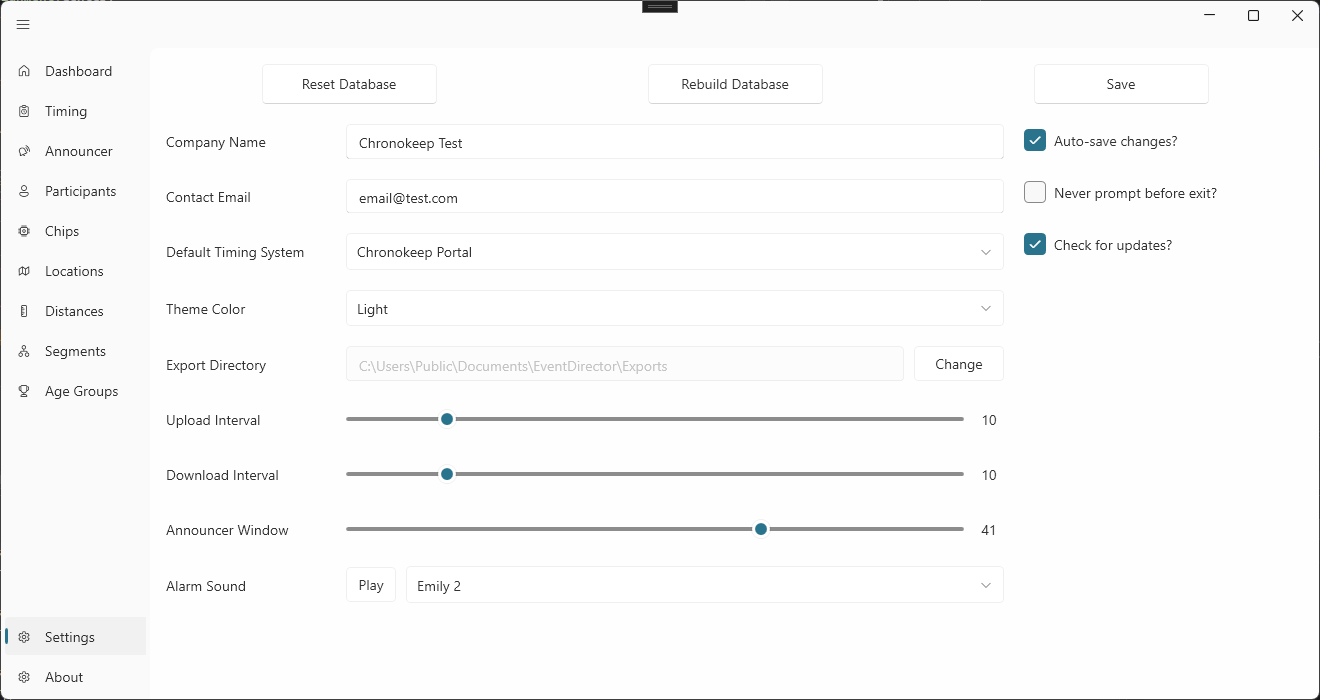 Dashboard
Timing
Announcer
Participants
Chips
Locations
Distances
Segments
Age Groups
Settings
About
Reset Database
Rebuild Database
Save
Company Name
Chronokeep Test
Contact Email
email@test.com
Default Timing System
Chronokeep Portal
Theme Color
Light
Export Directory
C:\Users\Public\Documents\EventDirector\Exports
Change
Upload Interval
10
Download Interval
10
Announcer Window
41
Alarm Sound
Play
Emily 2
Auto-save changes?
Never prompt before exit?
Check for updates?